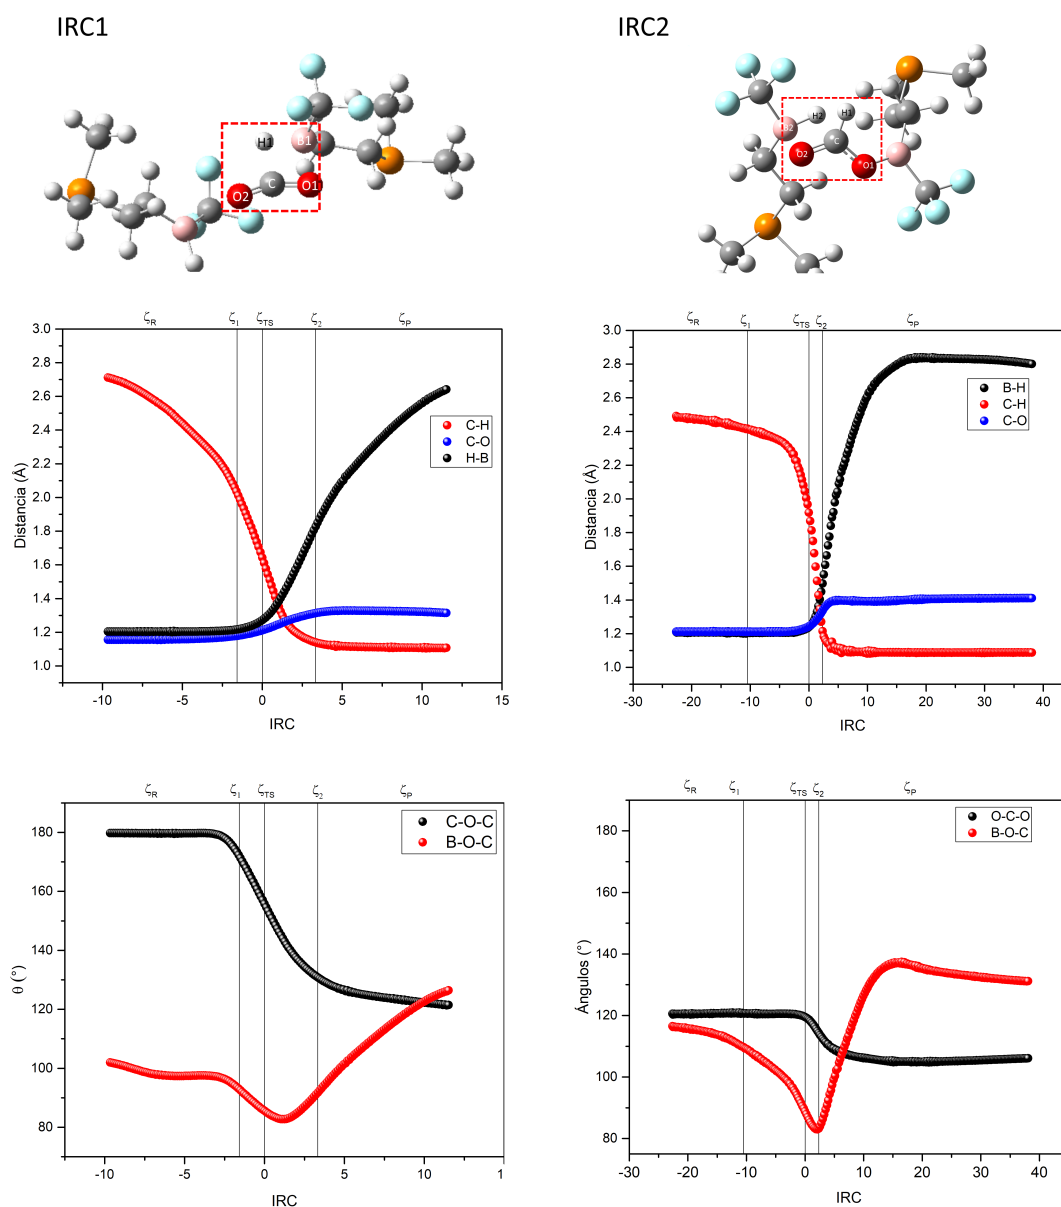 IRC1
IRC2
H1
B1
O2
C
O1
B2
H2
H1
O2
C
O1
ζR
ζ1
ζTS
ζ2
ζP
3.0
2.8
2.6
2.4
2.2
2.0
1.8
1.6
1.4
1.2
1.0
Distancia (Å)
C-H
C-O
H-B
-10
-5
0
5
10
15
IRC
ζR
ζ1
ζTS
ζ2
ζP
3.0
2.8
2.6
2.4
2.2
2.0
1.8
1.6
1.4
1.2
1.0
Distancia (Å)
B-H
C-H
C-O
-30
-20
-10
0
10
20
30
40
IRC
ζR
ζ1
ζTS
ζ2
ζP
180
160
140
120
100
80
θ (°)
C-O-C
B-O-C
-10
-5
0
5
10
1
IRC
ζR
ζ1
ζTS
ζ2
ζP
180
160
140
120
100
80
Ángulos (°)
O-C-O
B-O-C
-30
-20
-10
0
10
20
30
40
IRC